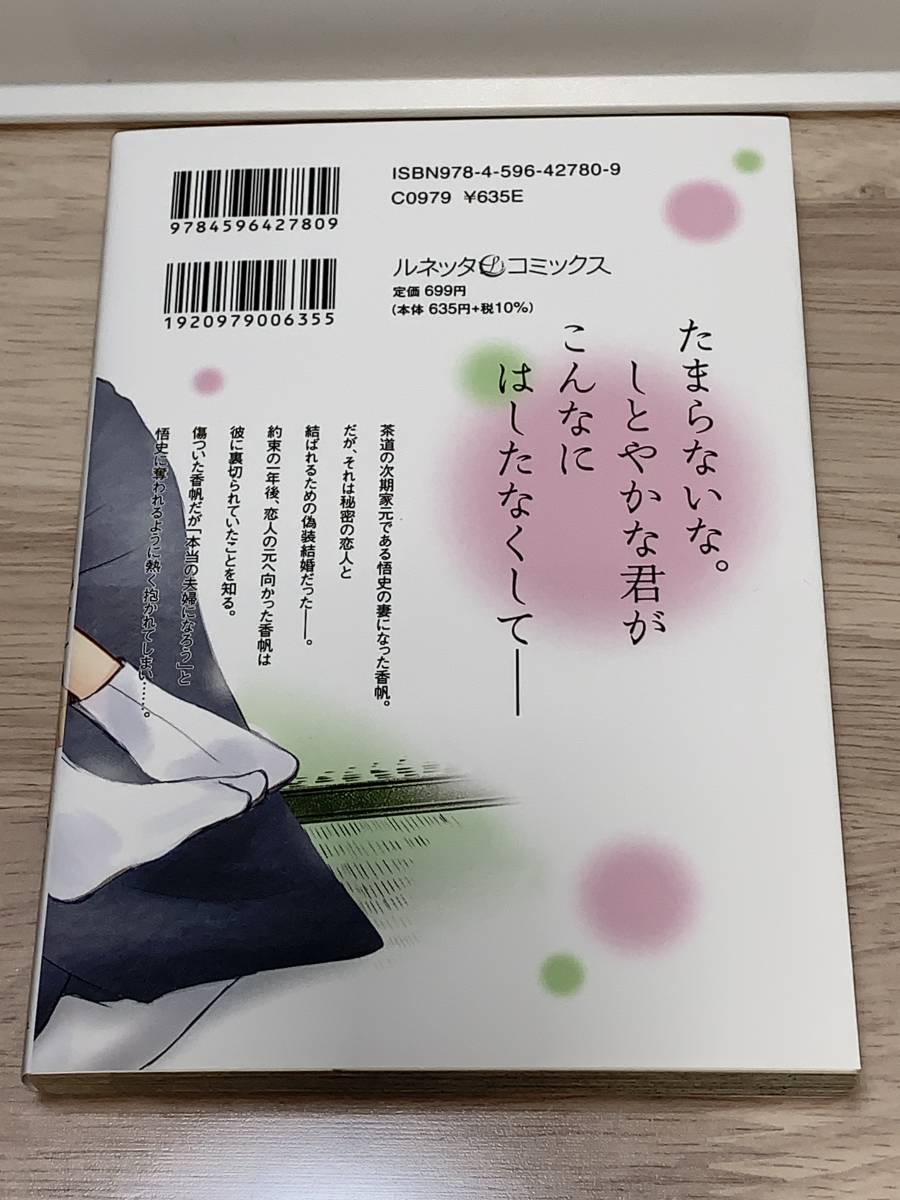 ISBN978-4-596-42780-9
C0979 ¥635E
9784596427809
ルネッタLコミックス
定価 699円
(本体 635円+税10%)
1920979006355
たまらないな。
しとやかな君が
こんなに
はしたなくして――
茶道の次期家元である悟史の妻になった香帆。
だが、それは秘密の恋人と
結ばれるための偽装結婚だった――。
約束の一年後、恋人の元へ向かった香帆は
彼に裏切られていたことを知る。
傷ついた香帆だが「本当の夫婦になろう」と
悟史に奪われるように熱く抱かれてしまい……。